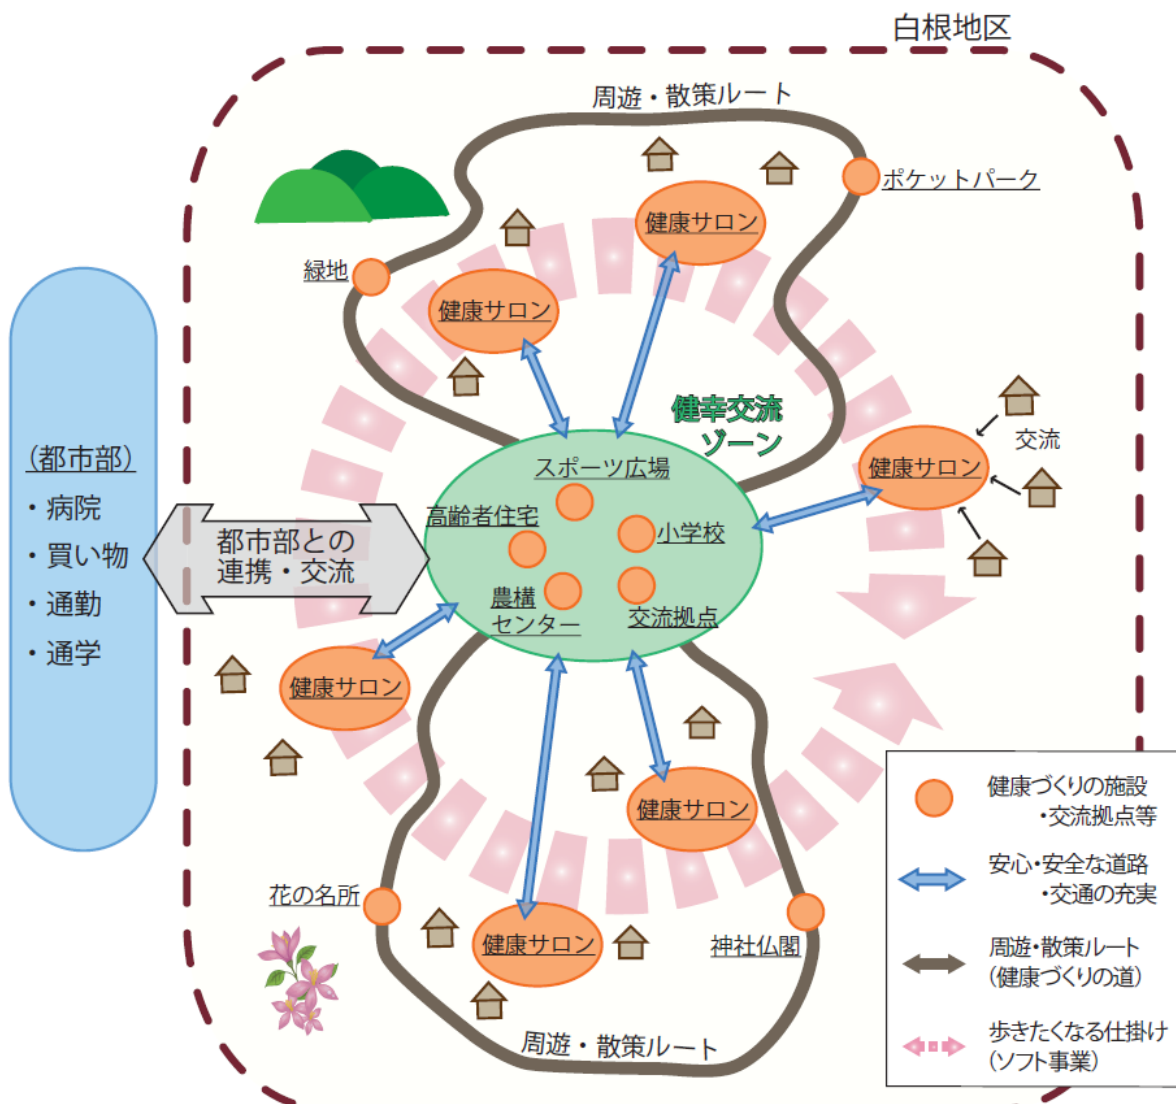 白根地区
周遊・散策ルート
ポケットパーク
健康サロン
緑地
健康サロン
健幸交流
ゾーン
交流
健康サロン
(都市部)
・病院
・買い物
・通勤
・通学
都市部との
連携・交流
スポーツ広場
高齢者住宅
小学校
農構
センター
交流拠点
健康サロン
健康サロン
花の名所
健康サロン
神社仏閣
周遊・散策ルート
健康づくりの施設
・交流拠点等
安心・安全な道路
・交通の充実
周遊・散策ルート
(健康づくりの道)
歩きたくなる仕掛け
(ソフト事業)